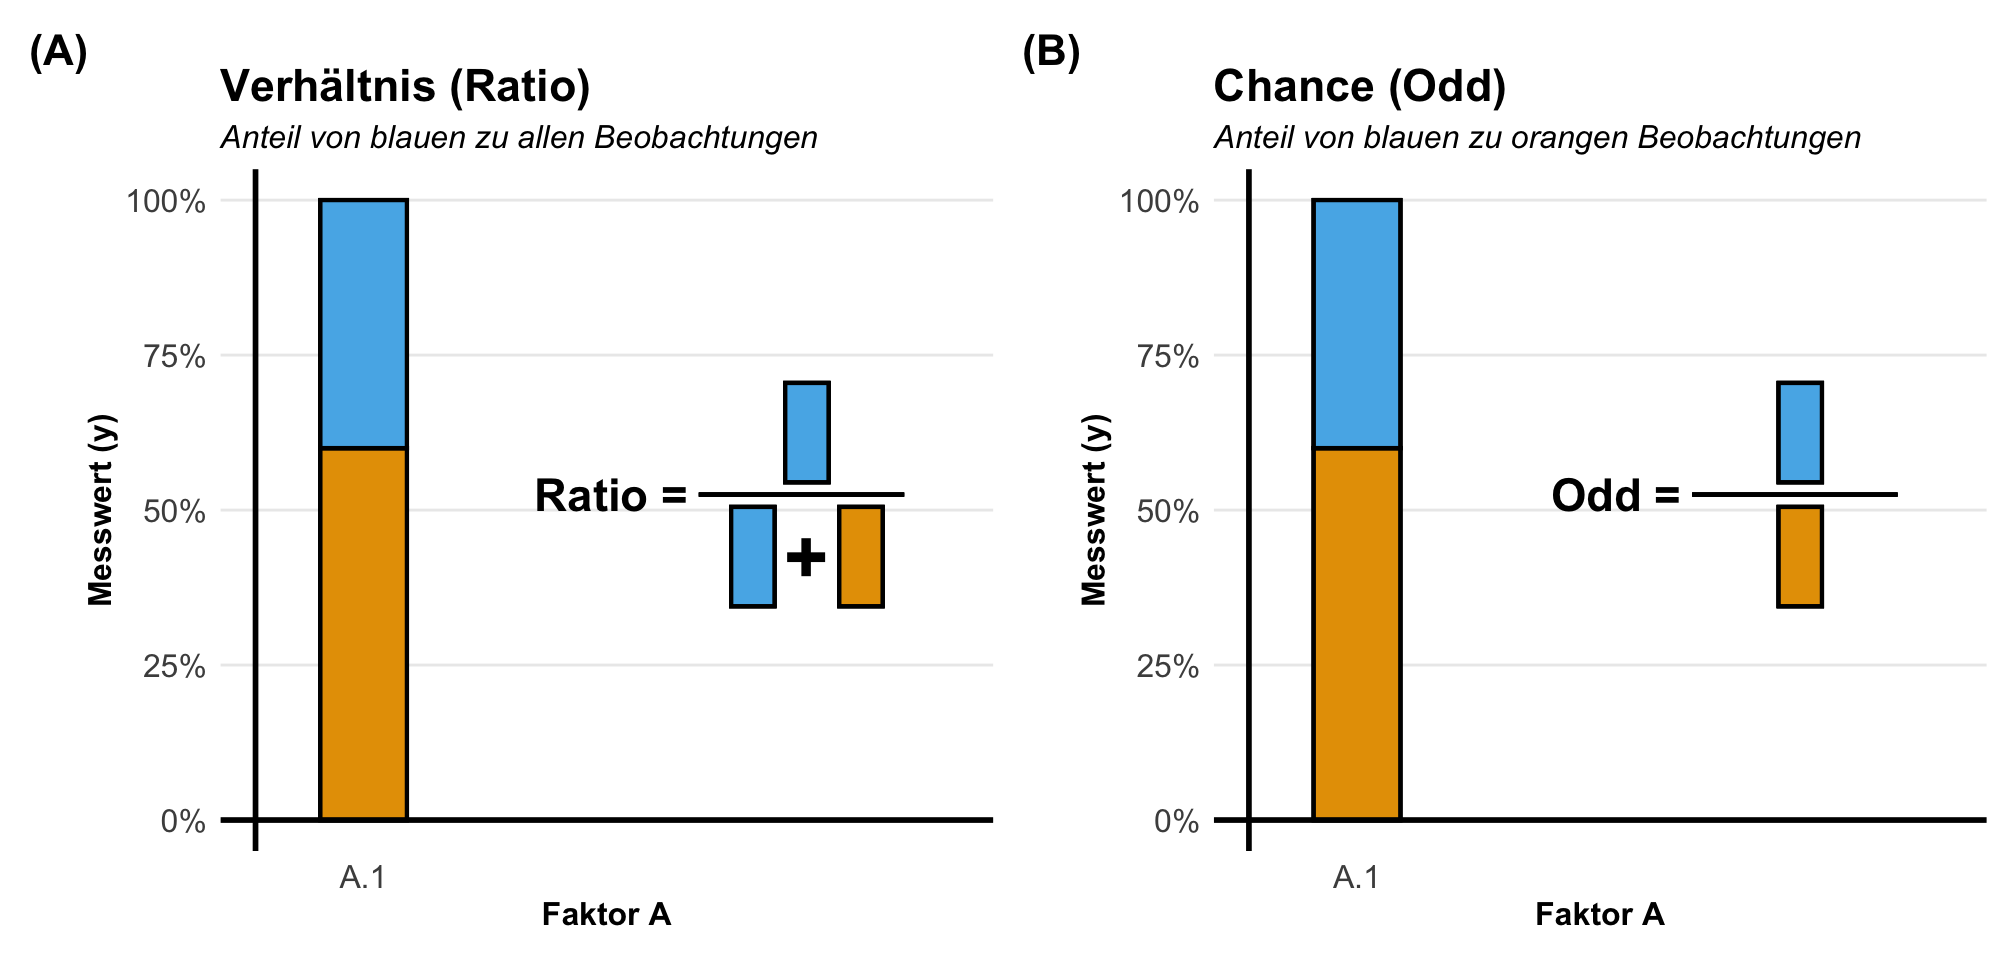 (A)
Verhältnis (Ratio)
Anteil von blauen zu allen Beobachtungen
100%
75%
50%
25%
0%
Messwert (y)
Ratio =
+
A.1
Faktor A
(B)
Chance (Odd)
Anteil von blauen zu orangen Beobachtungen
100%
75%
50%
25%
0%
Messwert (y)
Odd =
A.1
Faktor A